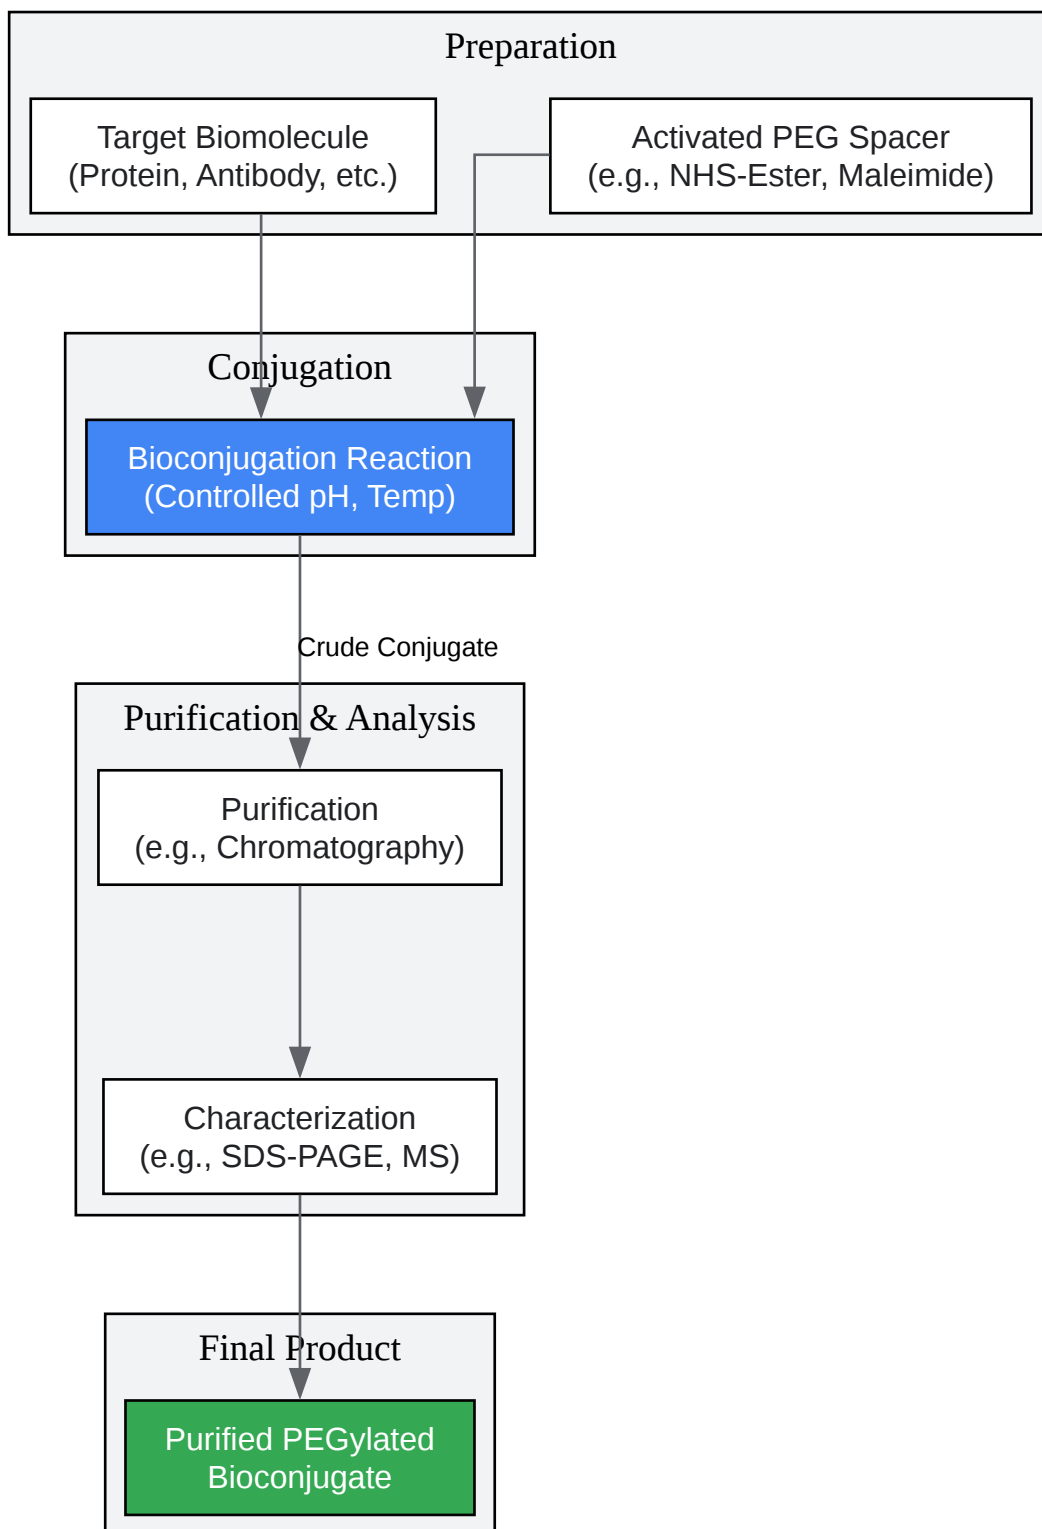 Preparation
Target Biomolecule
(Protein, Antibody, etc.)
Activated PEG Spacer
(e.g., NHS-Ester, Maleimide)
Conjugation
Bioconjugation Reaction
(Controlled pH, Temp)
Crude Conjugate
Purification & Analysis
Purification
(e.g., Chromatography)
Characterization
(e.g., SDS-PAGE, MS)
Final Product
Purified PEGylated
Bioconjugate